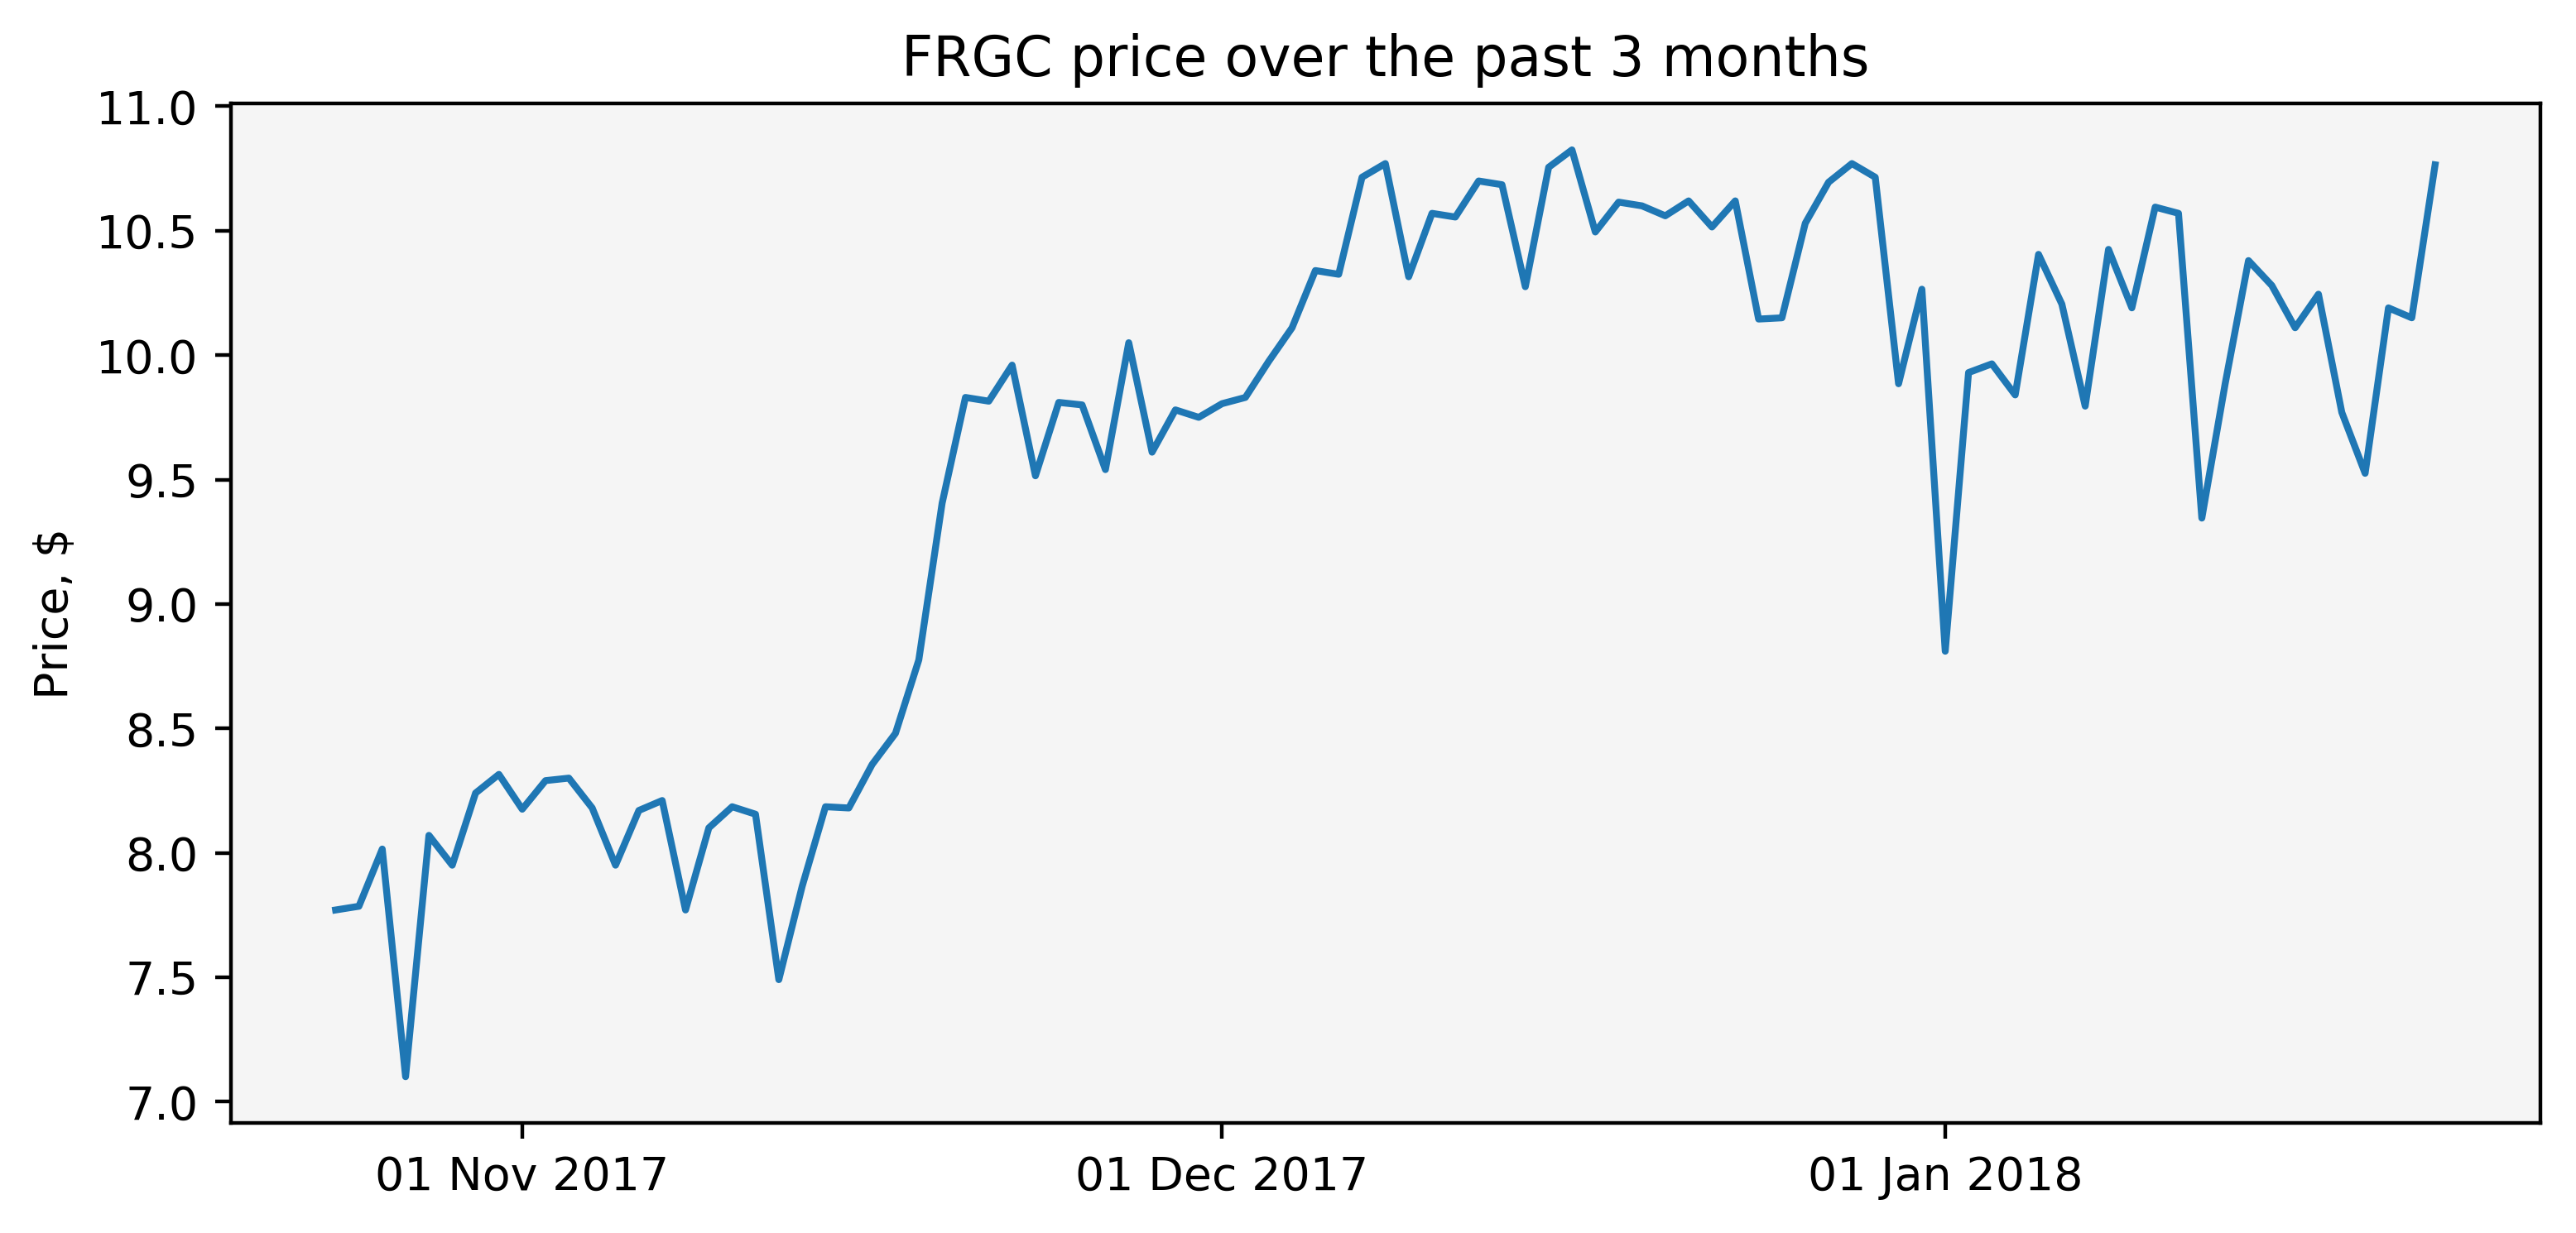 FRGC price over the past 3 months
Price, $
11.0
10.5
10.0
9.5
9.0
8.5
8.0
7.5
7.0
01 Nov 2017
01 Dec 2017
01 Jan 2018